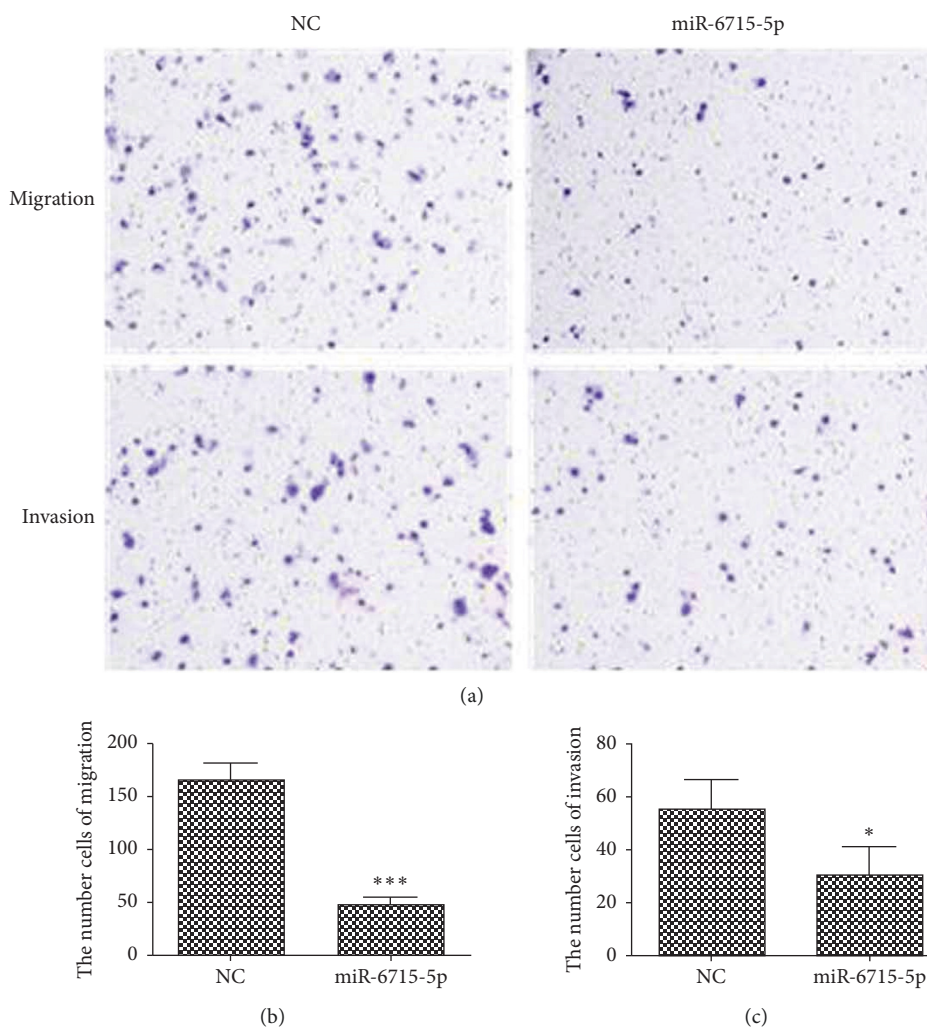 NC miR-6715-5p
Migration
Invasion
(a)
The number cells of migration
200
150
100
50
0
***
NC miR-6715-5p
(b)
The number cells of invasion
80
60
40
20
0
*
NC miR-6715-5p
(c)